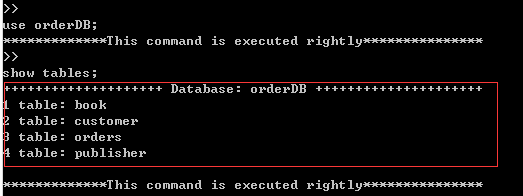 >>
use orderDB;
*************This command is executed rightly***************
>>
show tables;
++++++++++++++++++++ Database: orderDB +++++++++++++++++++++
1 table: book
2 table: customer
3 table: orders
4 table: publisher
*************This command is executed rightly***************